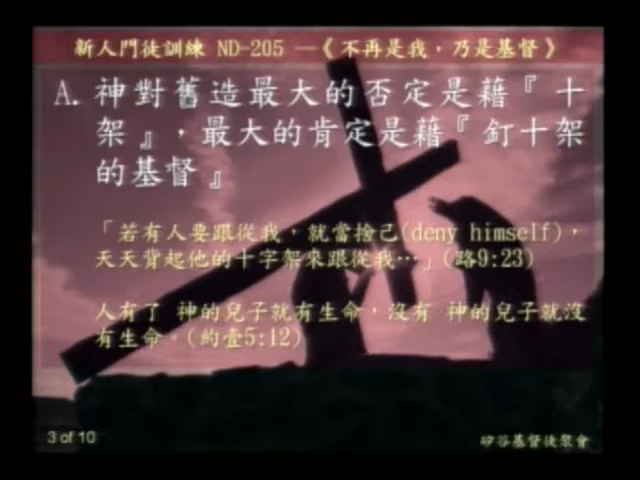 新人門徒訓練 ND-205 —《不再是我，乃是基督》
A. 神對舊造最大的否定是藉『十
架』，最大的肯定是藉『釘十架
的基督』
「若有人要跟從我，就當捨己(deny himself)，
天天背起他的十字架來跟從我…」(路9:23)
人有了 神的兒子就有生命，沒有 神的兒子就沒
有生命。(約壹5:12)
3 of 10
矽谷基督徒聚會